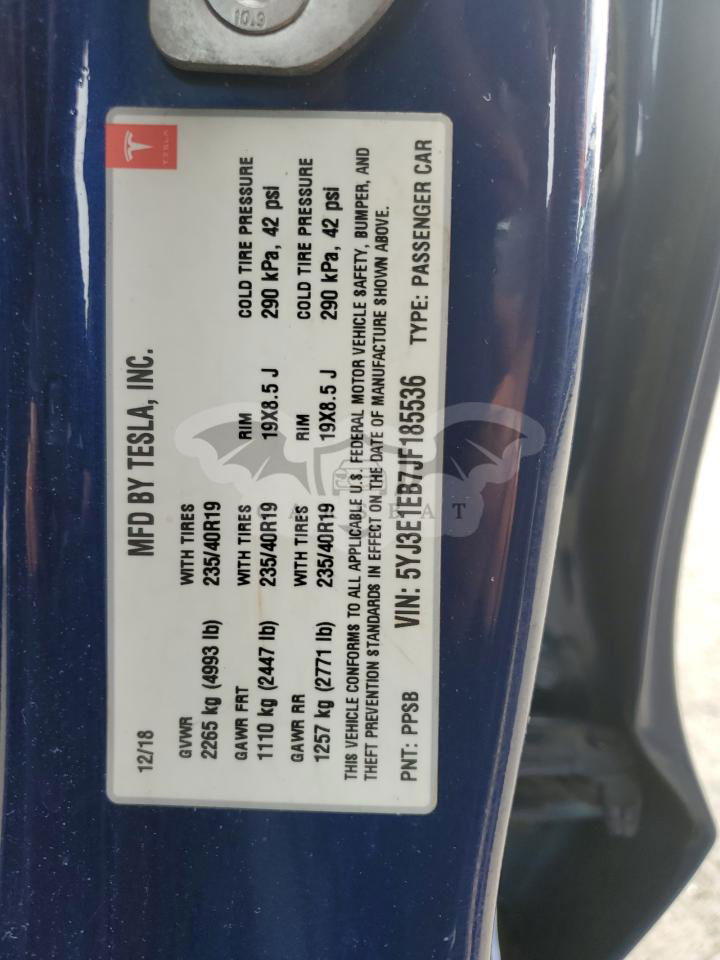 10.9
TESLA
MFD BY TESLA, INC.
12/18
GVWR WITH TIRES
2265 kg (4993 lb) 235/40R19
GAWR FRT WITH TIRES RIM COLD TIRE PRESSURE
1110 kg (2447 lb) 235/40R19 19X8.5 J 290 kPa, 42 psi
GAWR RR WITH TIRES RIM COLD TIRE PRESSURE
1257 kg (2771 lb) 235/40R19 19X8.5 J 290 kPa, 42 psi
THIS VEHICLE CONFORMS TO ALL APPLICABLE U.S. FEDERAL MOTOR VEHICLE SAFETY, BUMPER, AND
THEFT PREVENTION STANDARDS IN EFFECT ON THE DATE OF MANUFACTURE SHOWN ABOVE.
PNT: PPSB VIN: 5YJ3E1EB7JF185536 TYPE: PASSENGER CAR